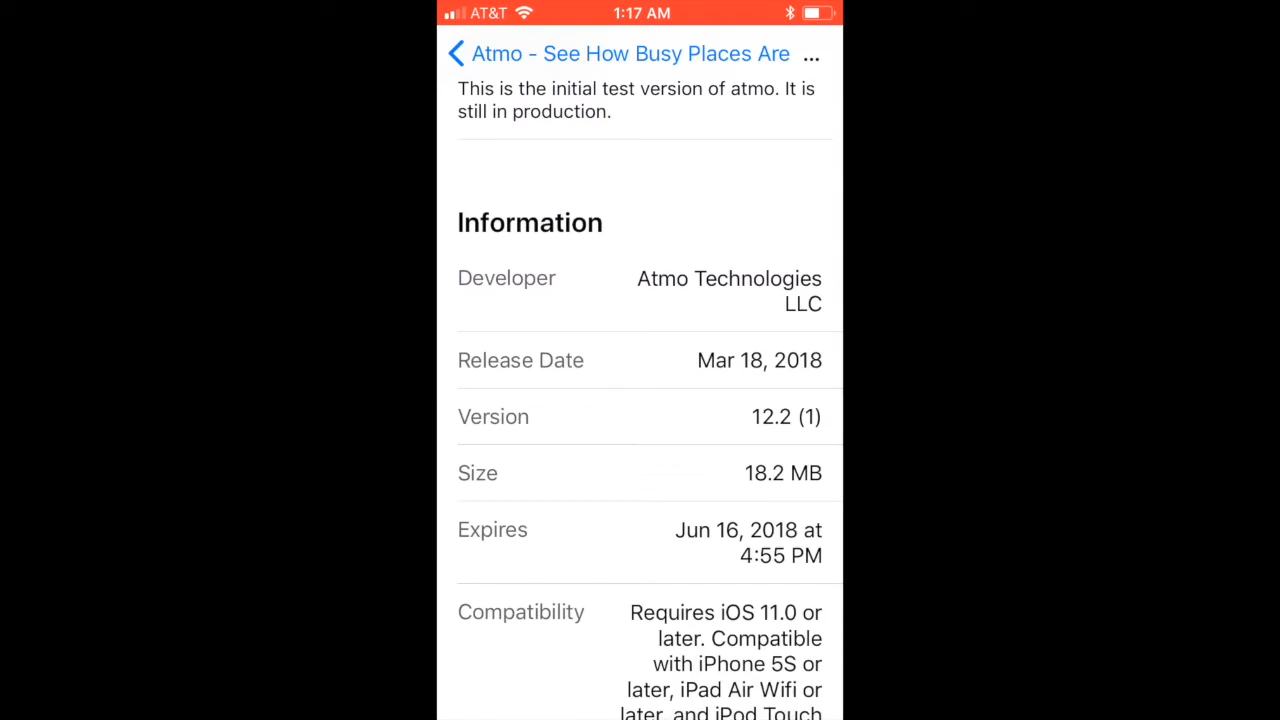 AT&T 1:17 AM
Atmo - See How Busy Places Are ...
This is the initial test version of atmo. It is
still in production.
Information
Developer Atmo Technologies
LLC
Release Date Mar 18, 2018
Version 12.2 (1)
Size 18.2 MB
Expires Jun 16, 2018 at
4:55 PM
Compatibility Requires iOS 11.0 or
later. Compatible
with iPhone 5S or
later, iPad Air Wifi or
later, and iPod Touch